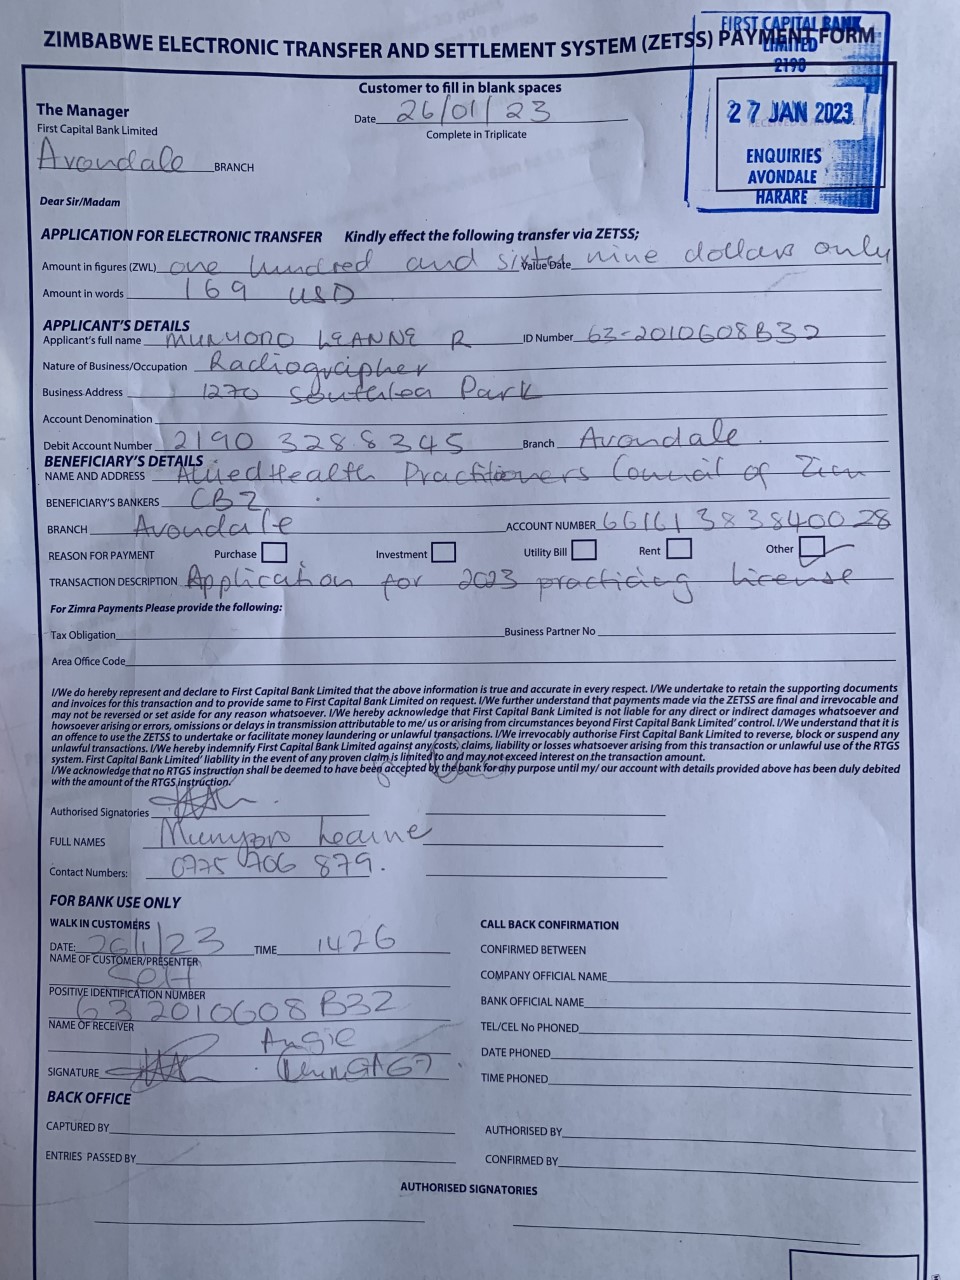 ZIMBABWE ELECTRONIC TRANSFER AND SETTLEMENT SYSTEM (ZETSS) PAYMENT FORM
FIRST CAPITAL BANK
LIMITED
2190
27 JAN 2023
ENQUIRIES
AVONDALE
HARARE
Customer to fill in blank spaces
The Manager
Date 26/01/23
First Capital Bank Limited
Complete in Triplicate
Avondale BRANCH
Dear Sir/Madam
APPLICATION FOR ELECTRONIC TRANSFER Kindly effect the following transfer via ZETSS;
Amount in figures (ZWL) one hundred and sixty Value Date nine dollars only
Amount in words 169 USD
APPLICANT'S DETAILS
Applicant's full name MUNYORO LEANNE R ID Number 63-2010608B32
Nature of Business/Occupation Radiographer
Business Address 1270 Southlea Park
Account Denomination
Debit Account Number 2190 3288345 Branch Avondale
BENEFICIARY'S DETAILS
NAME AND ADDRESS Allied Health Practitioners Council of Zim
BENEFICIARY'S BANKERS CBZ
BRANCH Avondale ACCOUNT NUMBER 66161383840028
REASON FOR PAYMENT Purchase Investment Utility Bill Rent Other
TRANSACTION DESCRIPTION Application for 2023 practicing license
For Zimra Payments Please provide the following:
Tax Obligation Business Partner No
Area Office Code
I/We do hereby represent and declare to First Capital Bank Limited that the above information is true and accurate in every respect. I/We undertake to retain the supporting documents
and invoices for this transaction and to provide same to First Capital Bank Limited on request. I/We further understand that payments made via the ZETSS are final and irrevocable and
may not be reversed or set aside for any reason whatsoever. I/We hereby acknowledge that First Capital Bank Limited is not liable for any direct or indirect damages whatsoever and
howsoever arising or errors, omissions or delays in transmission attributable to me/us or arising from circumstances beyond First Capital Bank Limited' control. I/We understand that it is
an offence to use the ZETSS to undertake or facilitate money laundering or unlawful transactions. I/We irrevocably authorise First Capital Bank Limited to reverse, block or suspend any
unlawful transactions. I/We hereby indemnify First Capital Bank Limited against any costs, claims, liability or losses whatsoever arising from this transaction or unlawful use of the RTGS
system. First Capital Bank Limited' liability in the event of any proven claim is limited to and may not exceed interest on the transaction amount.
I/We acknowledge that no RTGS instruction shall be deemed to have been accepted by the bank for any purpose until my/ our account with details provided above has been duly debited
with the amount of the RTGS instruction.
Authorised Signatories
FULL NAMES Munyoro Leanne
Contact Numbers: 0775 706 879.
FOR BANK USE ONLY
WALK IN CUSTOMERS CALL BACK CONFIRMATION
DATE: 26/1/23 TIME 1426 CONFIRMED BETWEEN
NAME OF CUSTOMER/PRESENTER
Self COMPANY OFFICIAL NAME
POSITIVE IDENTIFICATION NUMBER BANK OFFICIAL NAME
63 2010608 B32
NAME OF RECEIVER TEL/CEL No PHONED
Angie DATE PHONED
SIGNATURE TIME PHONED
BACK OFFICE
CAPTURED BY AUTHORISED BY
ENTRIES PASSED BY CONFIRMED BY
AUTHORISED SIGNATORIES